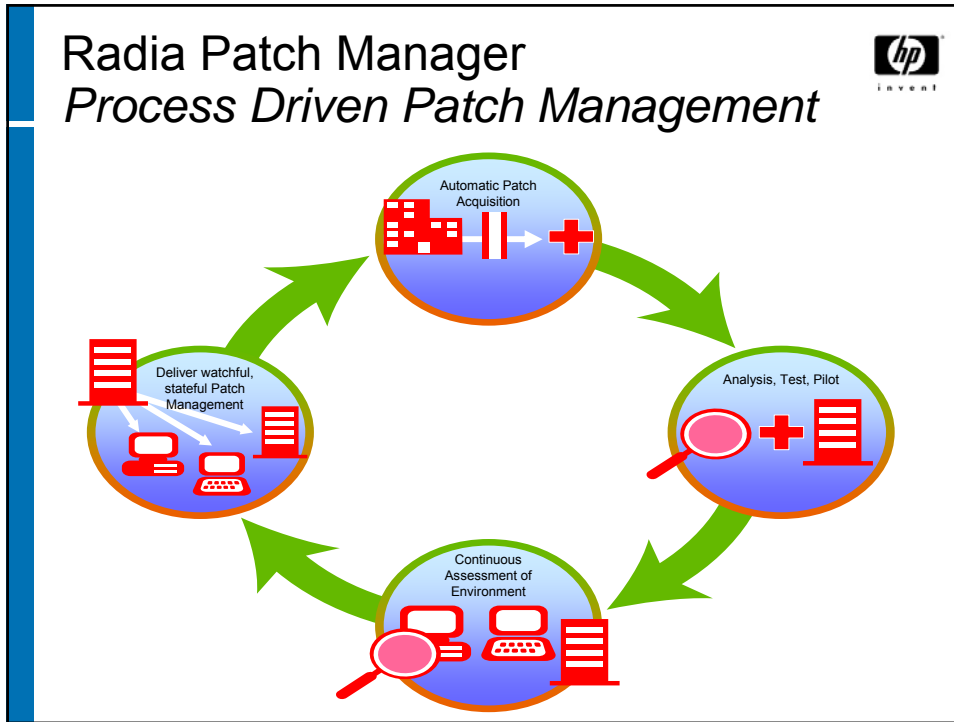 Radia Patch Manager
Process Driven Patch Management
hp
invent
Automatic Patch
Acquisition
Analysis, Test, Pilot
Continuous
Assessment of
Environment
Deliver watchful,
stateful Patch
Management